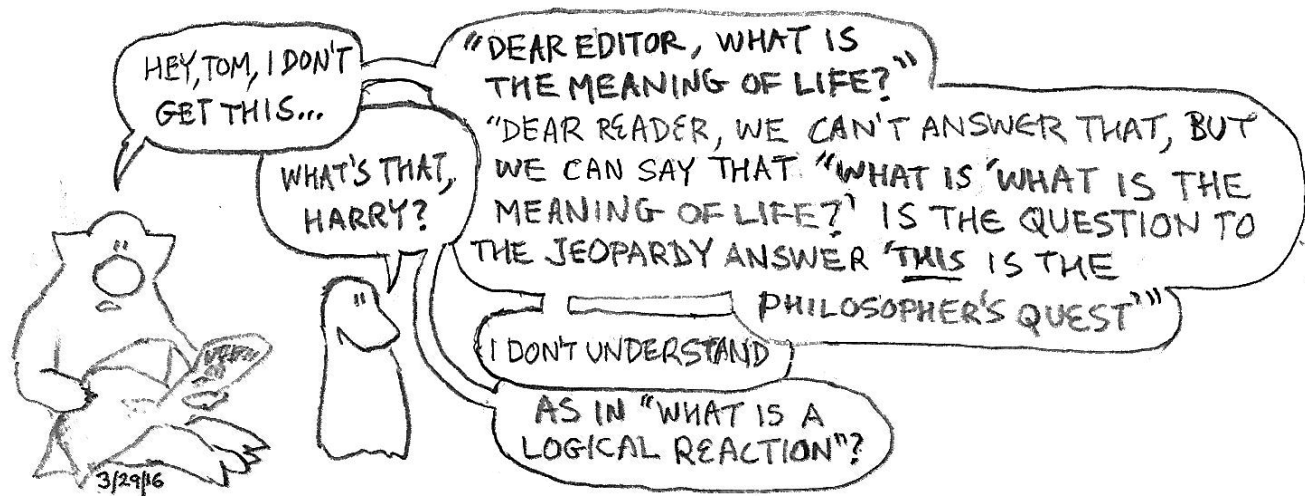 HEY, TOM, I DON'T
GET THIS...
WHAT'S THAT,
HARRY?
"DEAR EDITOR, WHAT IS
THE MEANING OF LIFE?"
"DEAR READER, WE CAN'T ANSWER THAT, BUT
WE CAN SAY THAT "WHAT IS 'WHAT IS THE
MEANING OF LIFE?' IS THE QUESTION TO
THE JEOPARDY ANSWER 'THIS IS THE
PHILOSOPHER'S QUEST'""
I DON'T UNDERSTAND
AS IN "WHAT IS A
LOGICAL REACTION"?
3/29/16